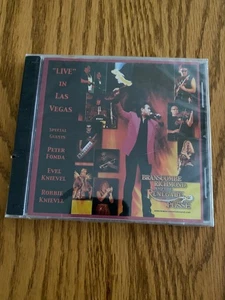 "LIVE"
IN
LAS
VEGAS
SPECIAL
GUESTS
PETER
FONDA
EVEL
KNIEVEL
ROBBIE
KNIEVEL
BRANSCOMBE
RICHMOND